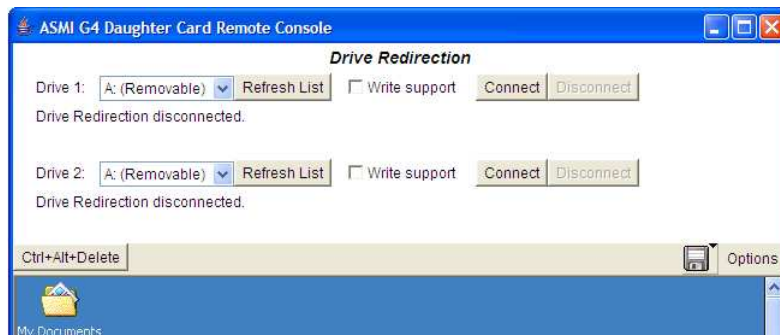 ASMI G4 Daughter Card Remote Console
Drive Redirection
Drive 1: A: (Removable) Refresh List Write support Connect Disconnect
Drive Redirection disconnected.
Drive 2: A: (Removable) Refresh List Write support Connect Disconnect
Drive Redirection disconnected.
Ctrl+Alt+Delete Options
My Documents